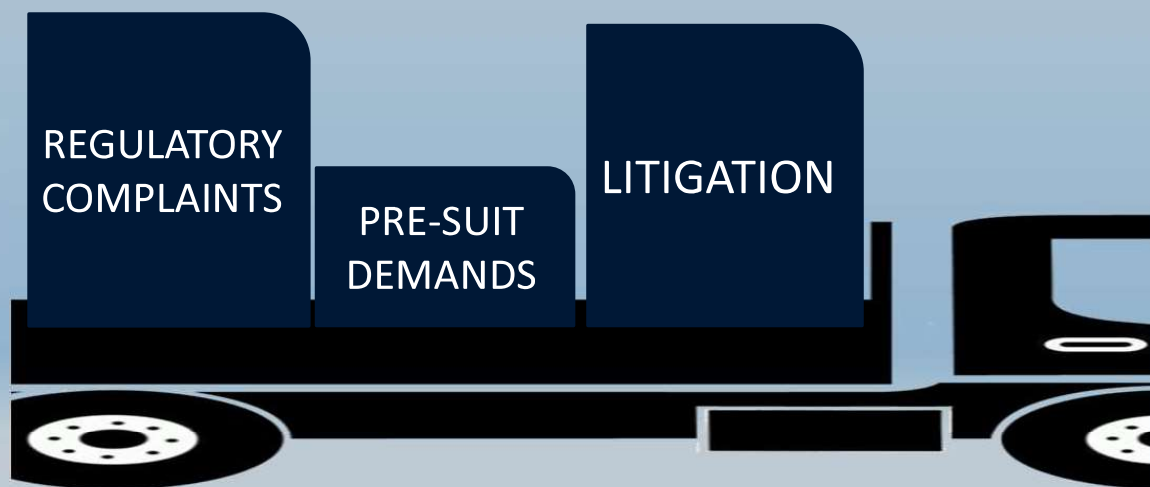 REGULATORY
COMPLAINTS
PRE-SUIT
DEMANDS
LITIGATION